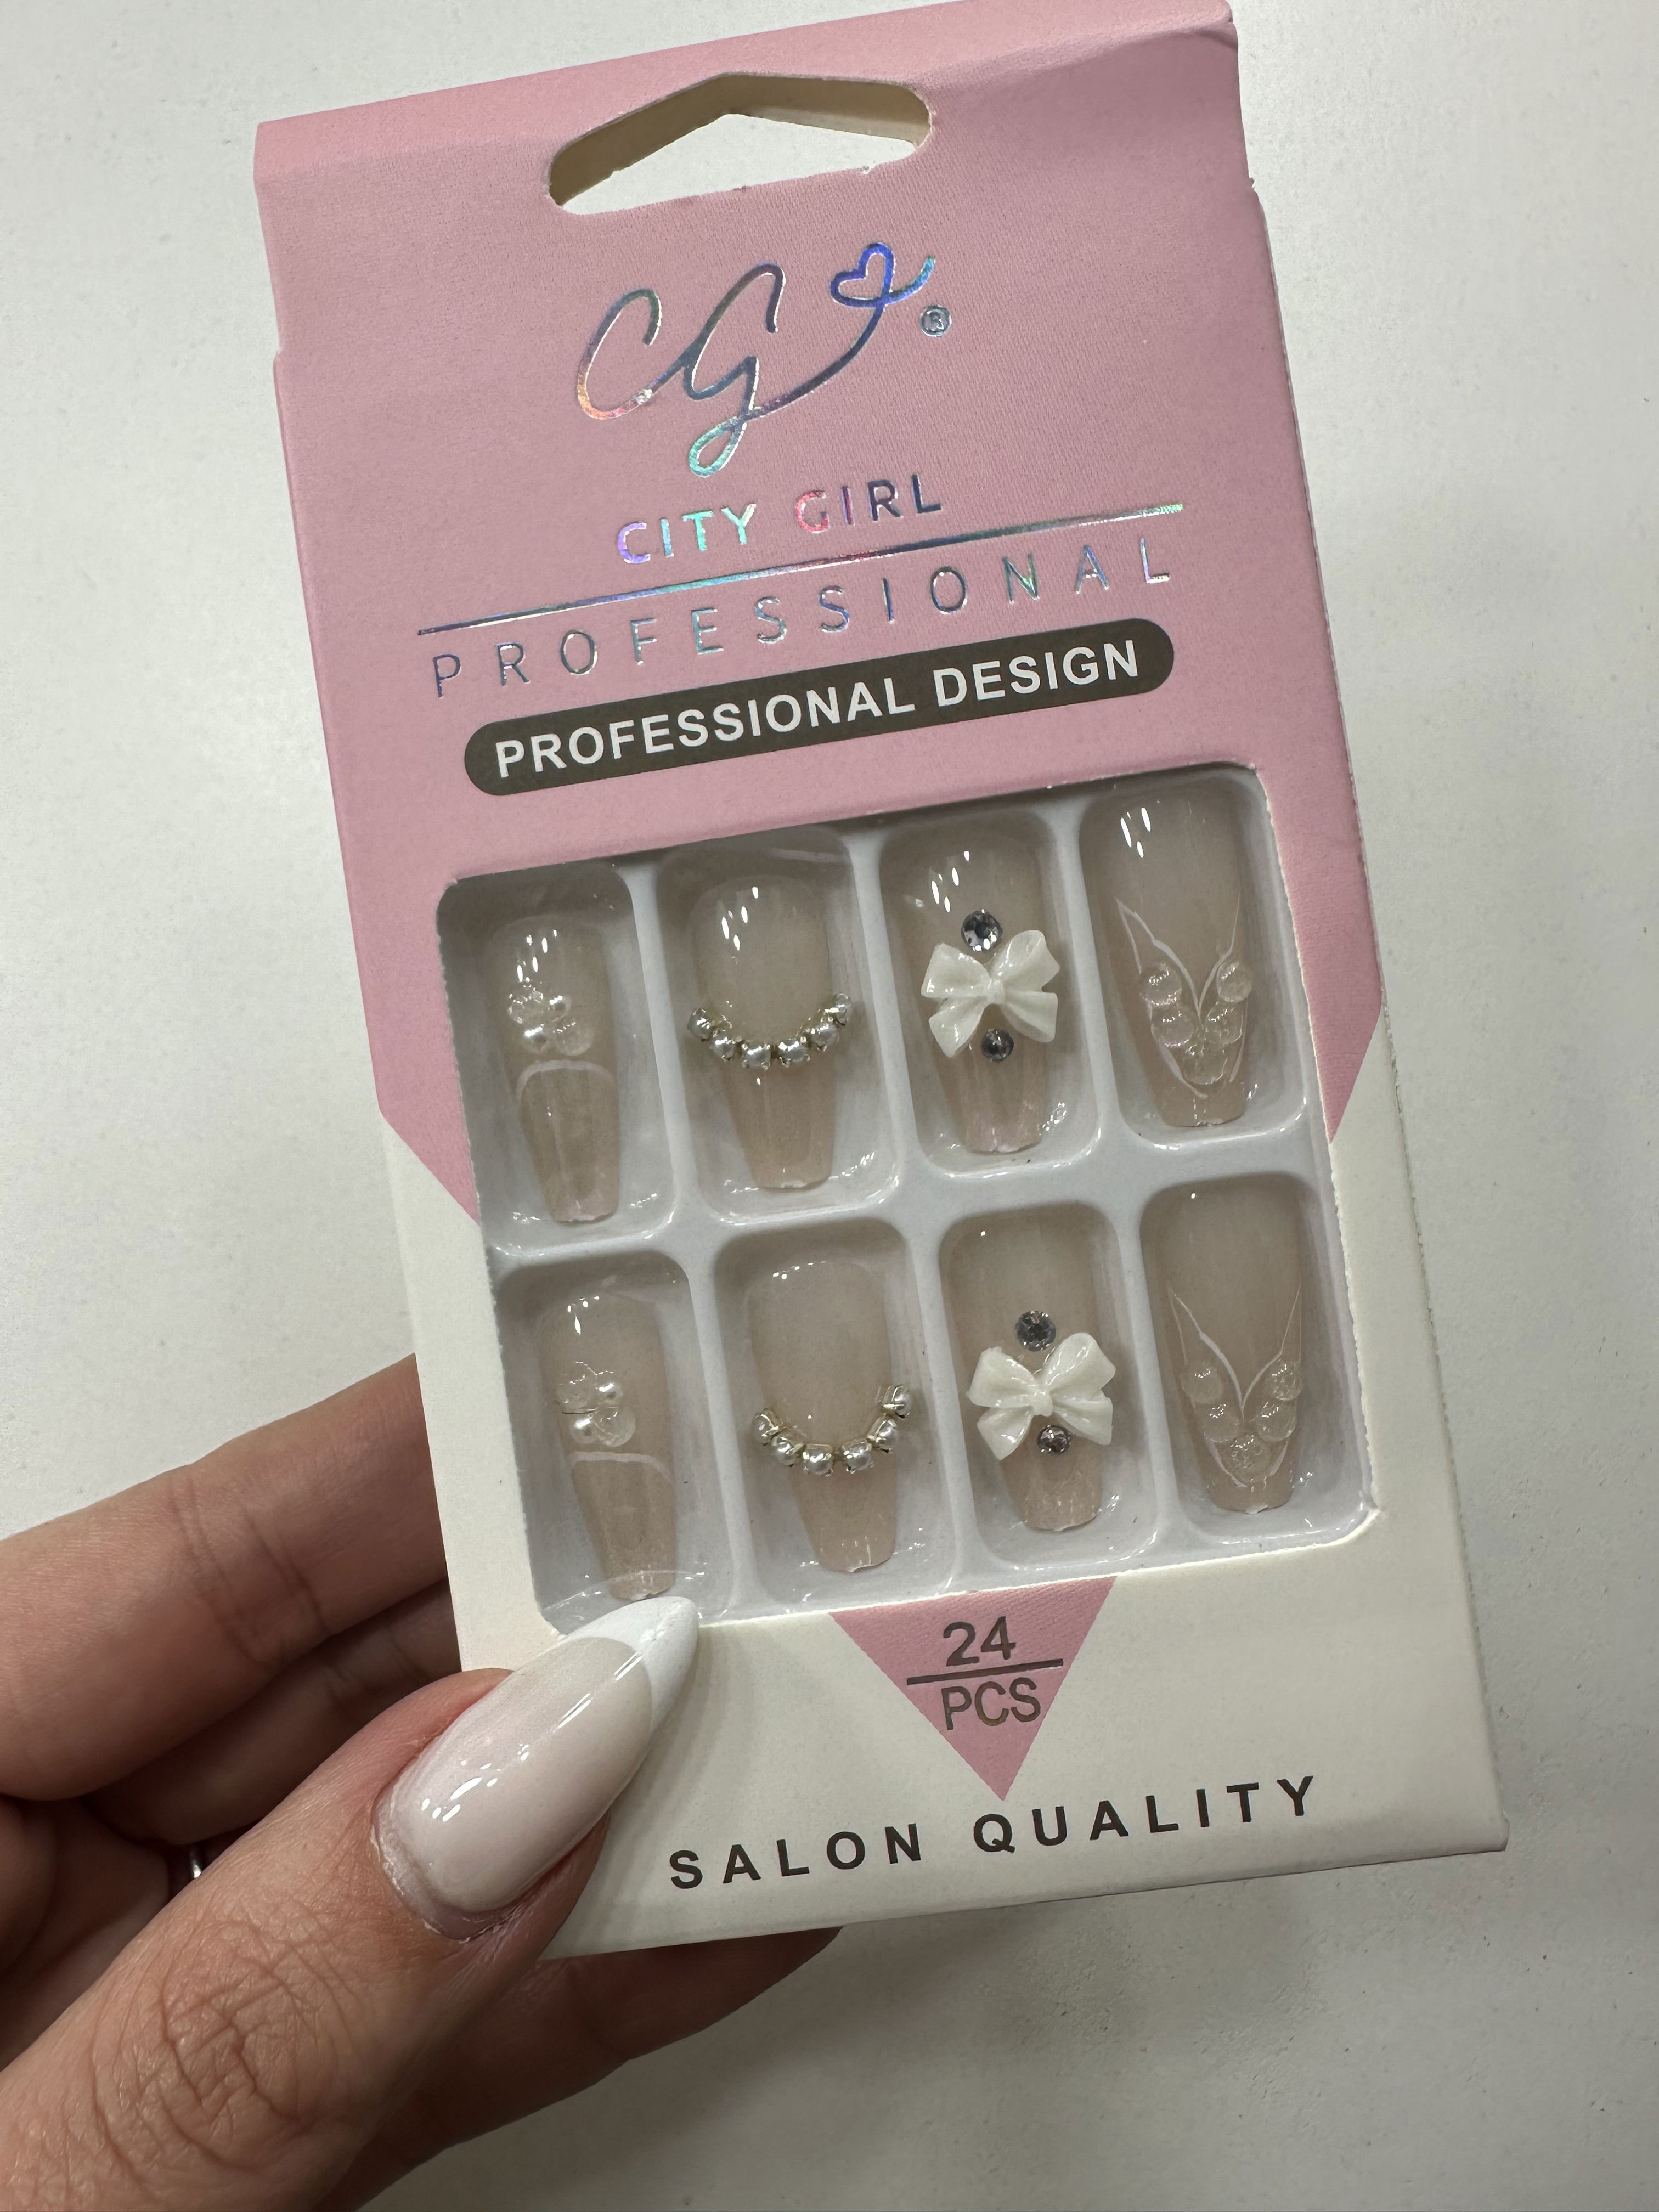 CG ®
CITY GIRL
PROFESSIONAL
PROFESSIONAL DESIGN
24
PCS
SALON QUALITY